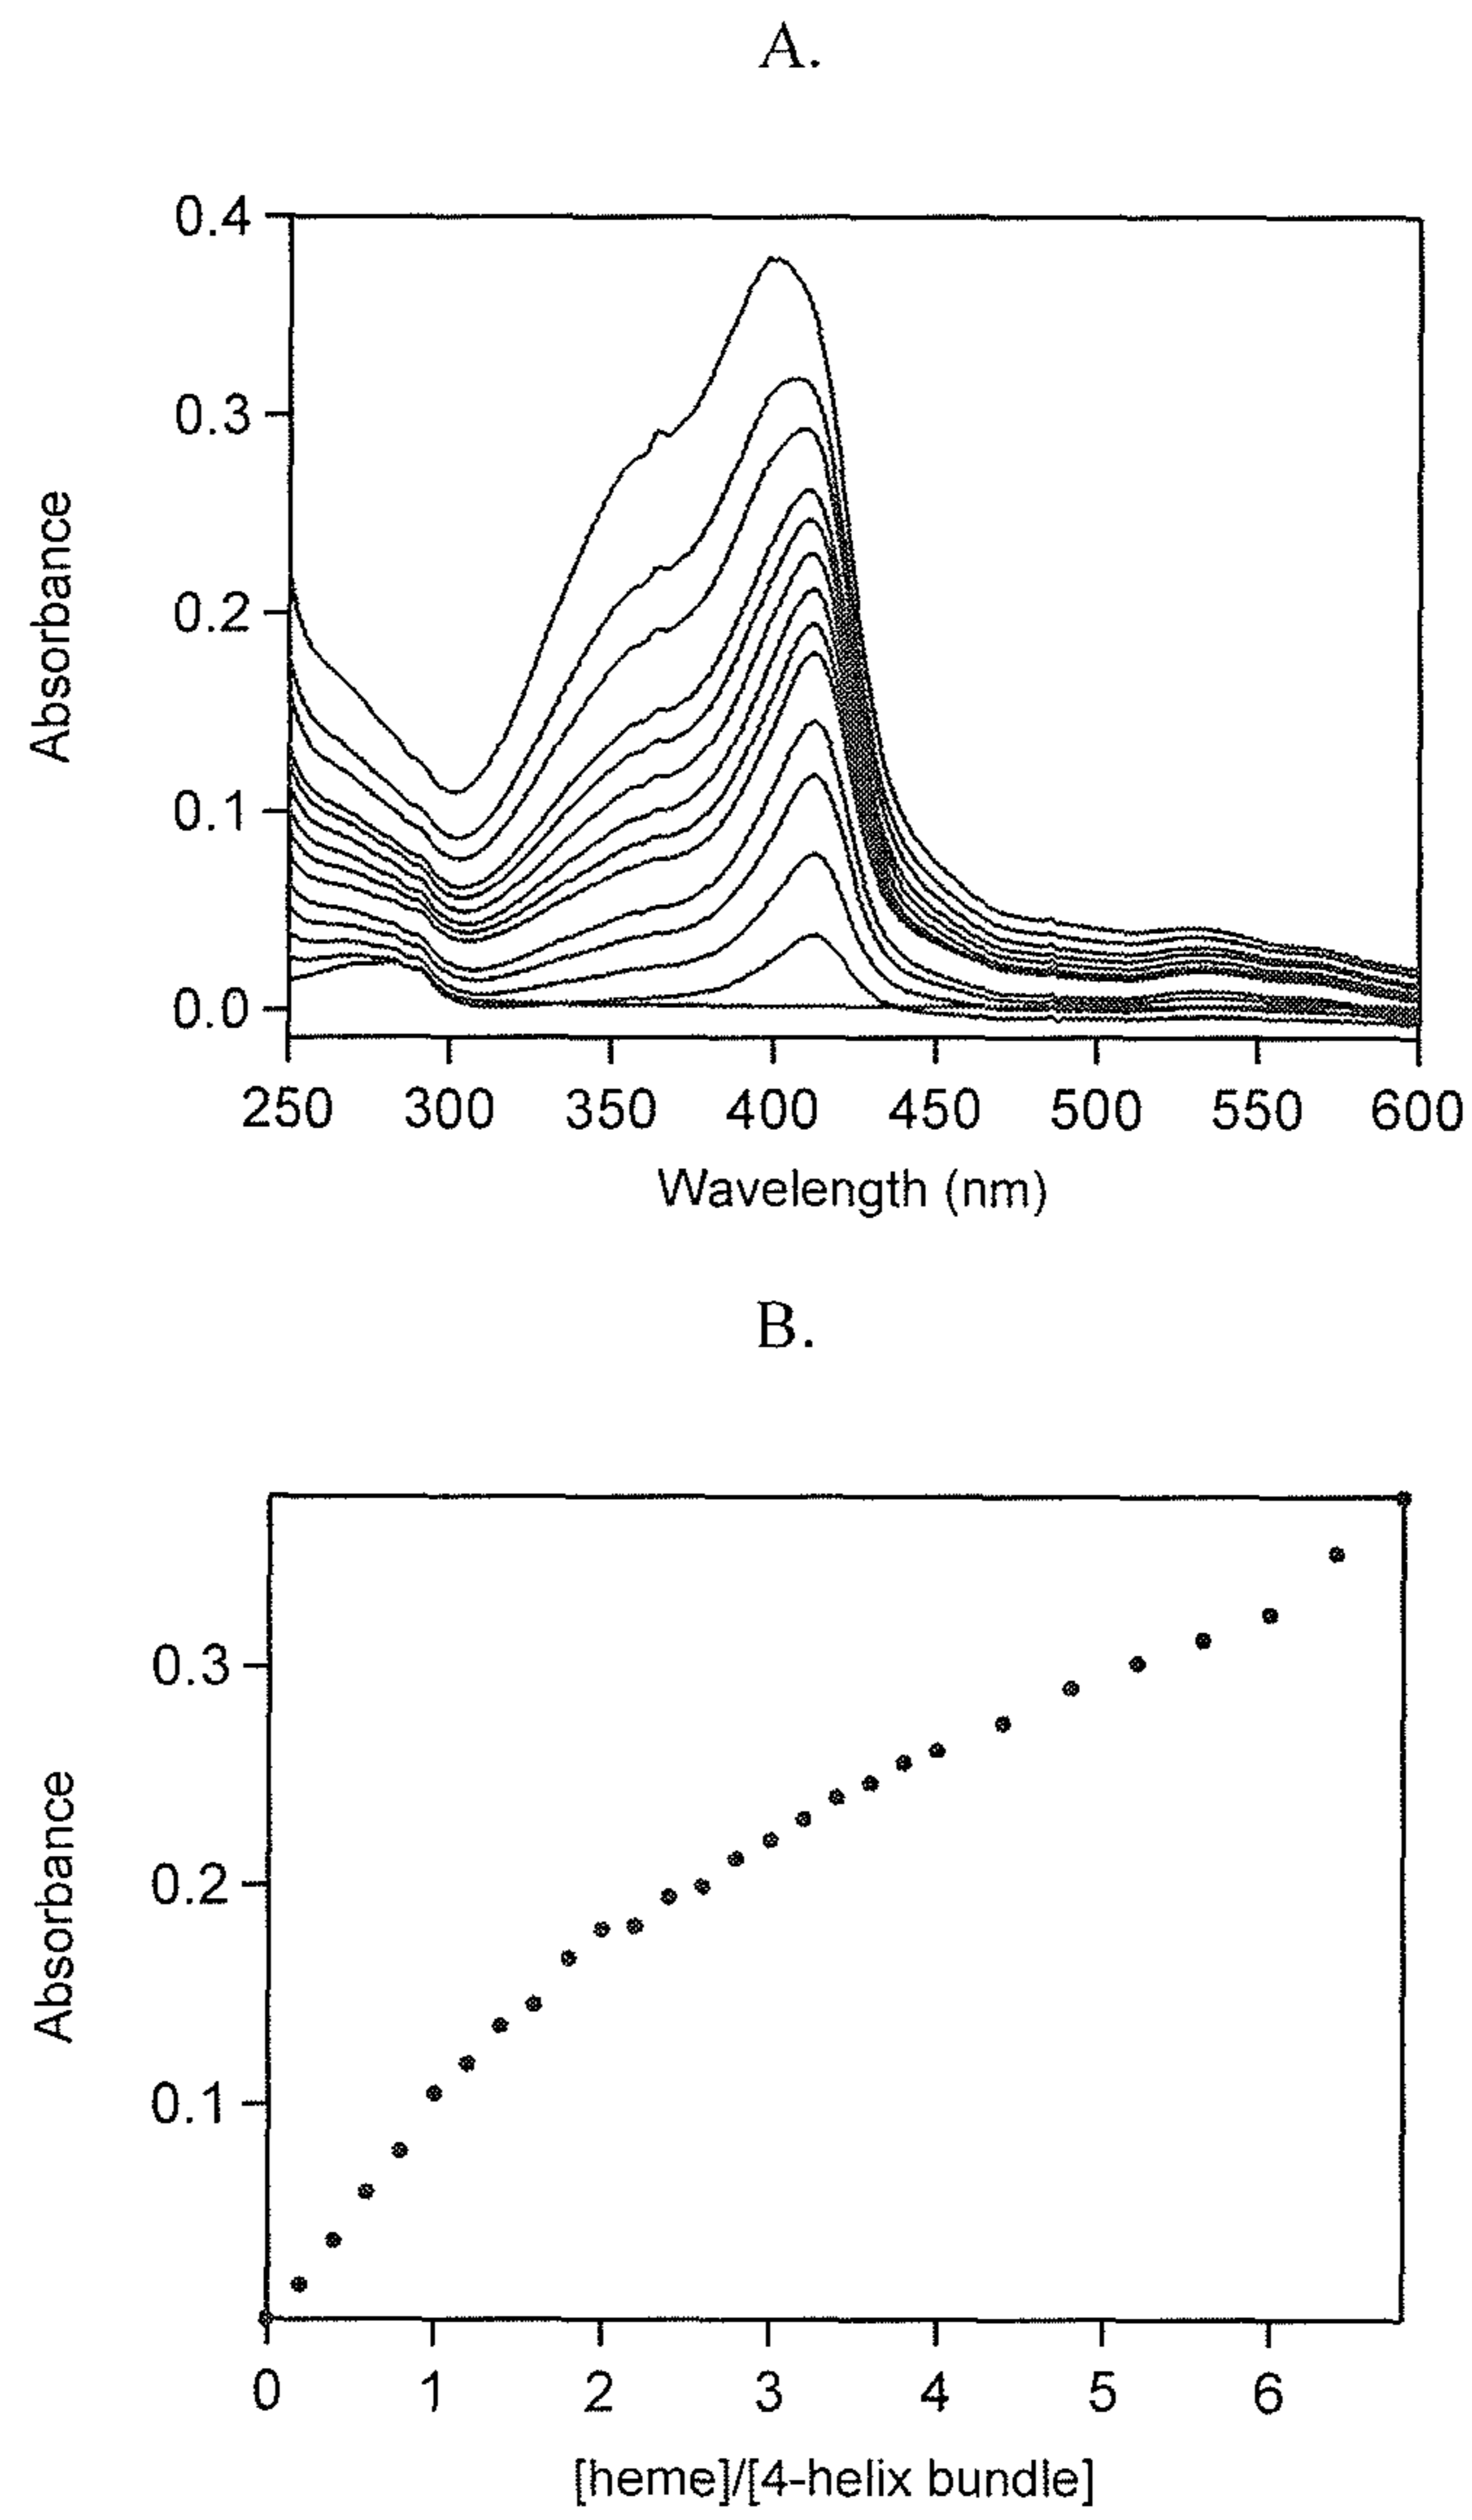 A.
0.4
0.3
0.2
0.1
0.0
Absorbance
250 300 350 400 450 500 550 600
Wavelength (nm)
B.
0.3
0.2
0.1
Absorbance
0 1 2 3 4 5 6
[heme]/[4-helix bundle]